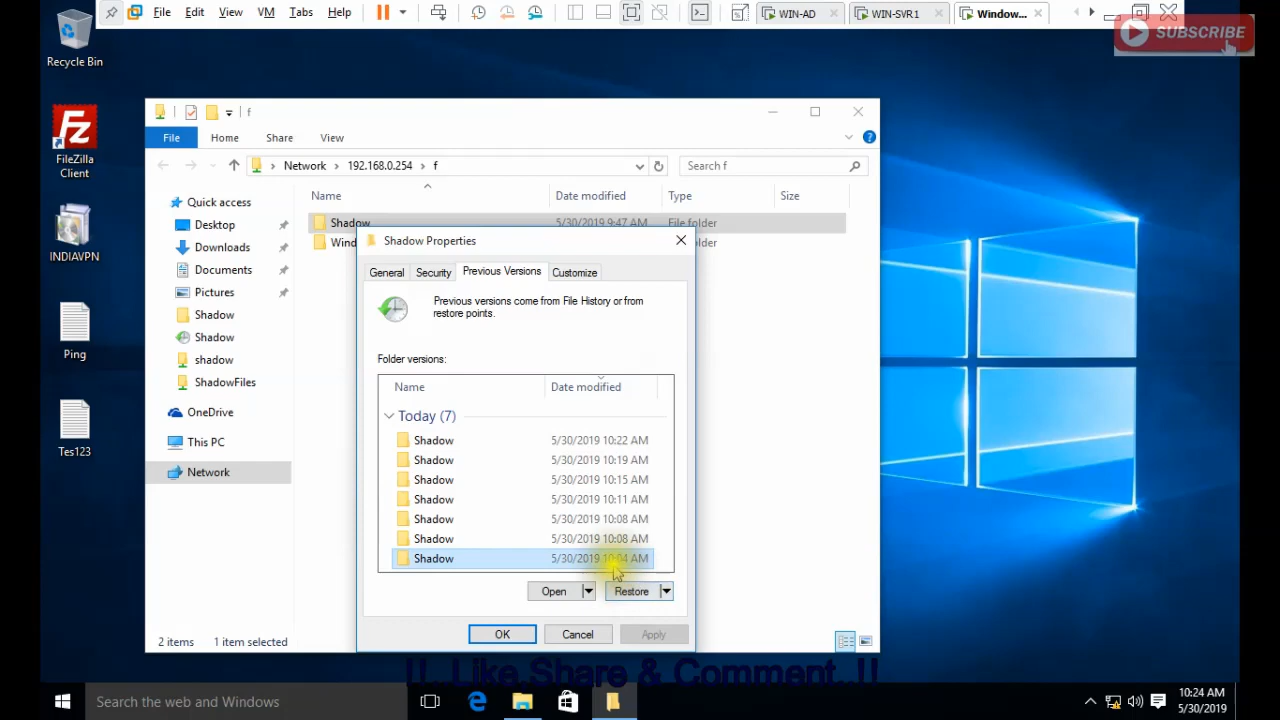 File Edit View VM Tabs Help WIN-AD WIN-SVR1 Window...
SUBSCRIBE
Recycle Bin
f
File Home Share View
FileZilla
Client
Network 192.168.0.254 f Search f
Name Date modified Type Size
Quick access
Desktop
Downloads
Documents
Pictures
Shadow
Shadow
shadow
ShadowFiles
OneDrive
This PC
Network
Shadow 5/30/2019 9:47 AM File folder
Wind
INDIAVPN
Ping
Tes123
Shadow Properties
General Security Previous Versions Customize
Previous versions come from File History or from
restore points.
Folder versions:
Name Date modified
Today (7)
Shadow 5/30/2019 10:22 AM
Shadow 5/30/2019 10:19 AM
Shadow 5/30/2019 10:15 AM
Shadow 5/30/2019 10:11 AM
Shadow 5/30/2019 10:08 AM
Shadow 5/30/2019 10:08 AM
Shadow 5/30/2019 10:04 AM
Open Restore
OK Cancel Apply
2 items 1 item selected
!!..Like,Share & Comment..!!
Search the web and Windows
10:24 AM
5/30/2019